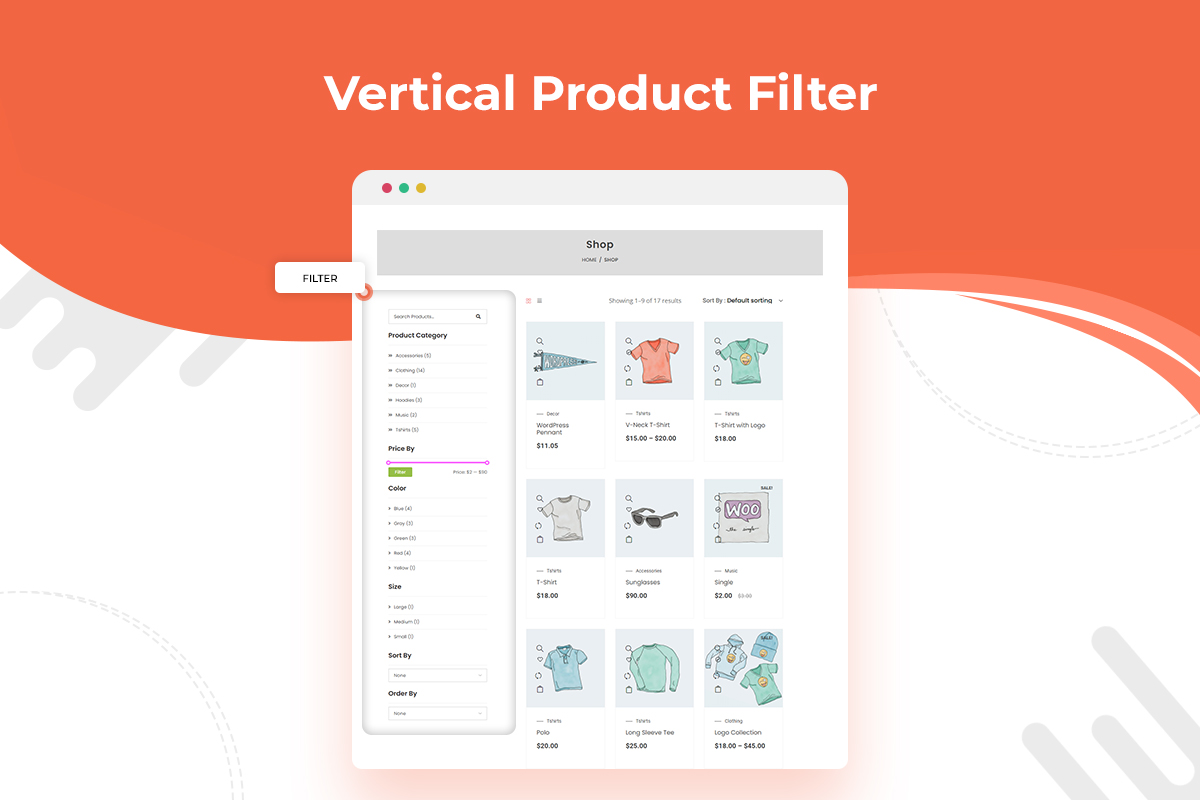 Vertical Product Filter
Shop
HOME / SHOP
FILTER
Showing 1-9 of 17 results
Sort By : Default sorting
Search Products..
Product Category
Accessories (5)
Clothing (14)
Decor (1)
Hoodies (3)
Music (2)
Tshirts (5)
Price By
Filter
Price: $2 — $90
Color
Blue (4)
Gray (3)
Green (3)
Red (4)
Yellow (1)
Size
Large (1)
Medium (1)
Small (1)
Sort By
None
Order By
None
Decor
WordPress
Pennant
$11.05
Tshirts
V-Neck T-Shirt
$15.00 – $20.00
Tshirts
T-Shirt with Logo
$18.00
Tshirts
T-Shirt
$18.00
Accessories
Sunglasses
$90.00
SALE!
WOO
the single
Music
Single
$2.00 $3.00
Tshirts
Polo
$20.00
Tshirts
Long Sleeve Tee
$25.00
SALE!
Clothing
Logo Collection
$18.00 – $45.00